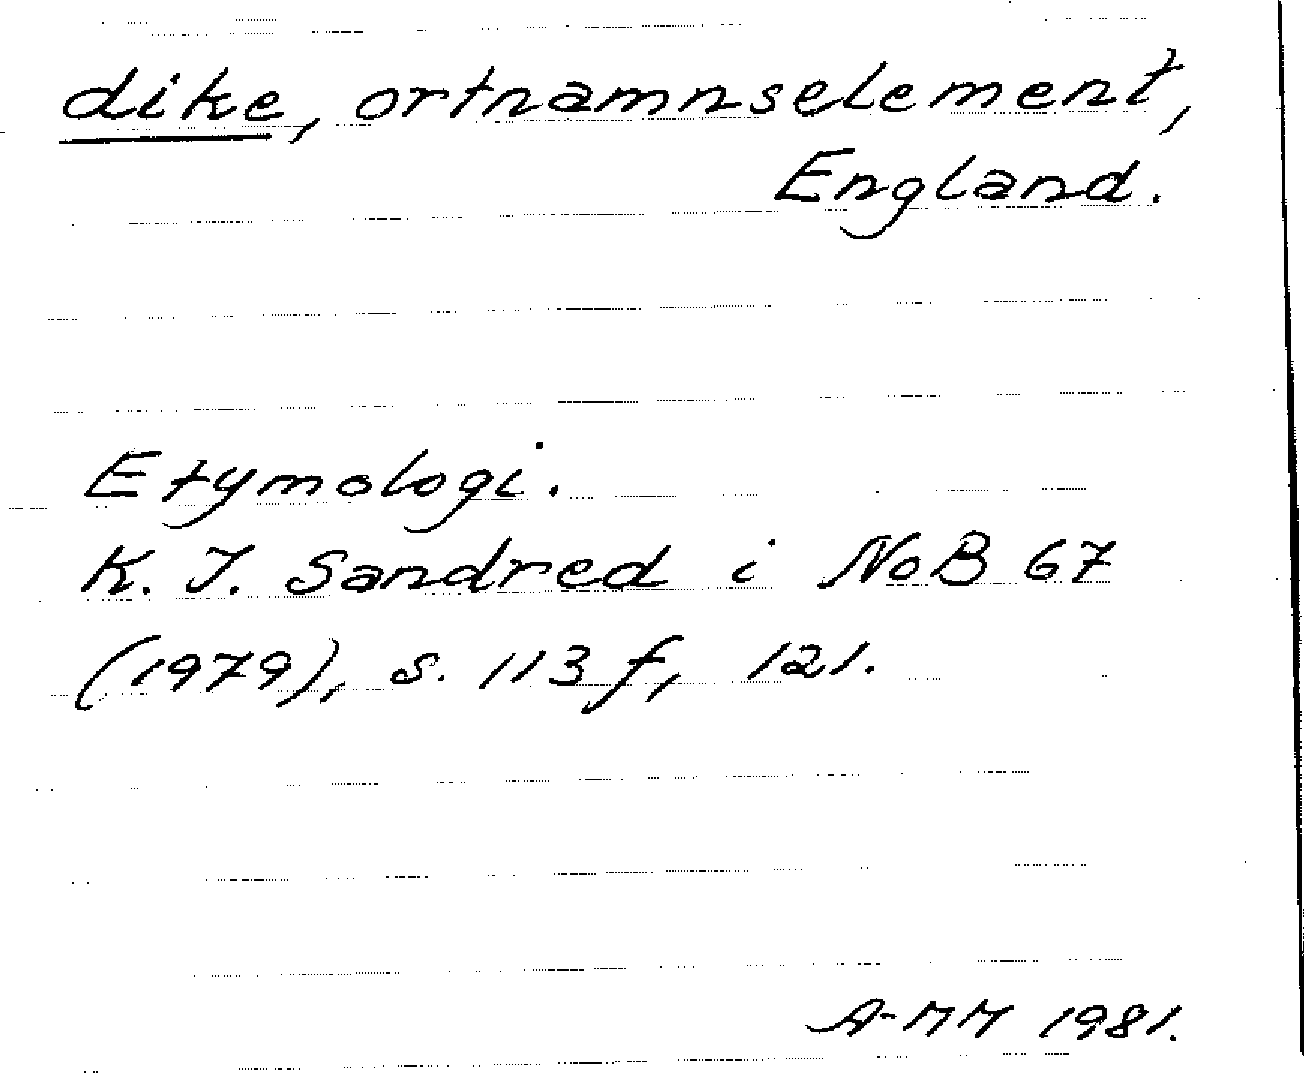 dike, ortnamnselement,
England.
Etymologi.
K. I. Sandred i NoB 67
(1979), s. 113 f, 121.
A-MM 1981.